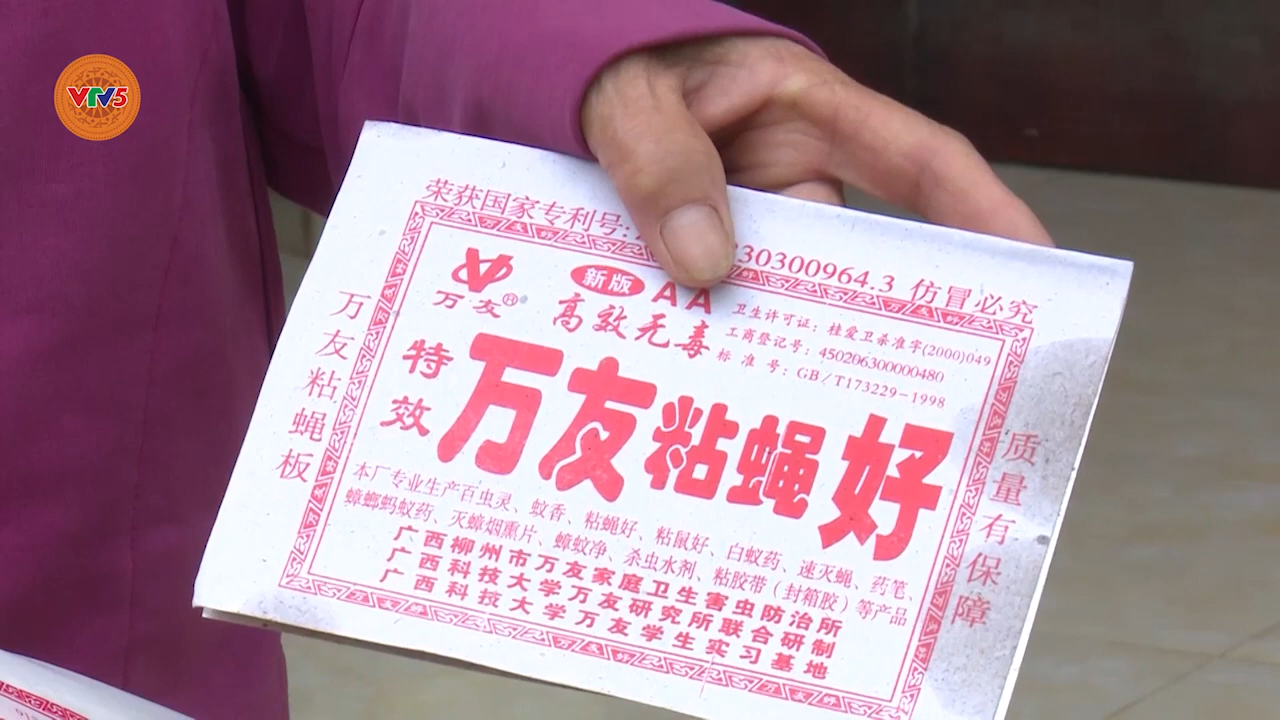 VTV5
荣获国家专利号:
30300964.3 仿冒必究
万友®
新版 AA
高效无毒
卫生许可证：桂爱卫杀准字(2000)049
工商登记号：450206300000480
标准号：GB/T173229-1998
特效
万友粘蝇好
万友粘蝇板
质量有保障
本厂专业生产百虫灵、蚊香、粘蝇好、粘鼠好、白蚁药、速灭蝇、药笔、
蟑螂蚂蚁药、灭蟑烟熏片、蟑蚁净、杀虫水剂、粘胶带（封箱胶）等产品
广西柳州市万友家庭卫生害虫防治所
广西科技大学万友研究所联合研制
广西科技大学万友学生实习基地